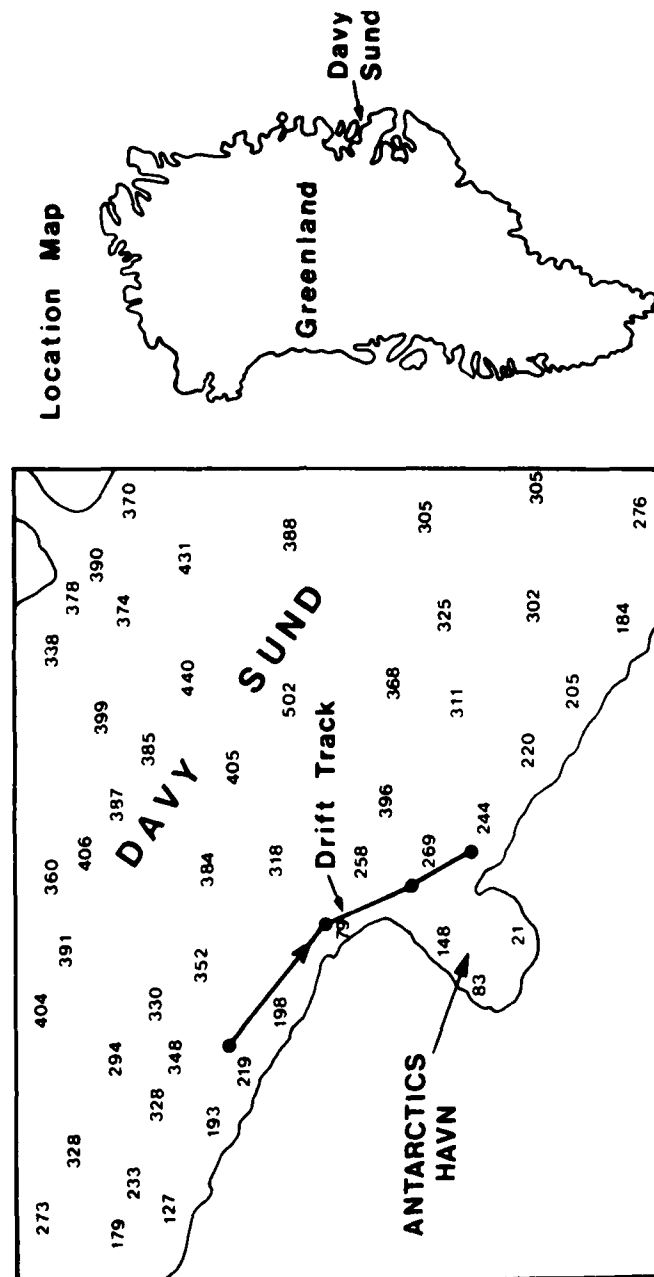 Location Map
Greenland
Davy
Sund
273 404 360 338
328 391 406 378
179 294 399 390
233 387 374 370
127 328 330 385
348 DAVY 440 431
193 352 384 405
219 SUND
198 318 502 388
79 Drift Track
258 396 368
ANTARCTICS
HAVN
148 269 311 325 305
83 244
21 220 302 305
205 184 276